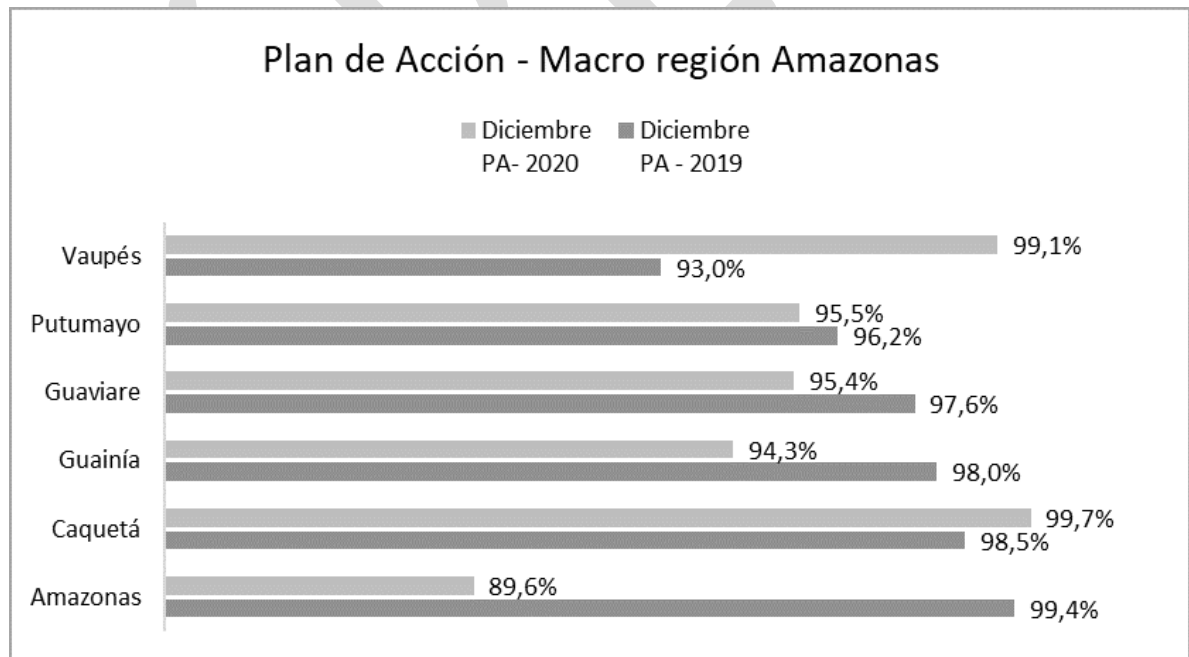 Plan de Acción - Macro región Amazonas
Diciembre PA- 2020
Diciembre PA - 2019
Vaupés
99,1%
93,0%
Putumayo
95,5%
96,2%
Guaviare
95,4%
97,6%
Guainía
94,3%
98,0%
Caquetá
99,7%
98,5%
Amazonas
89,6%
99,4%